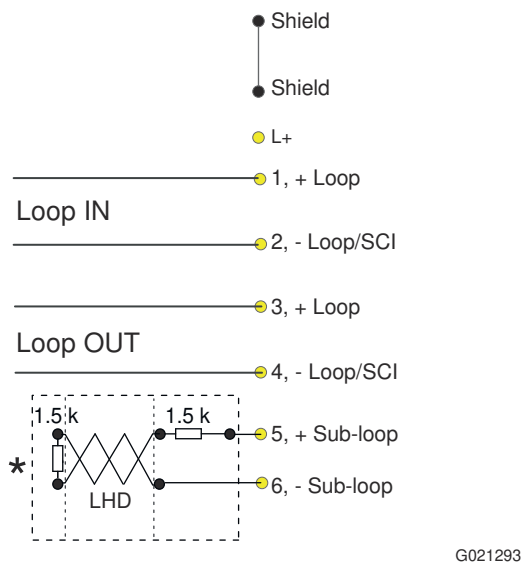 Shield
Shield
L+
1, + Loop
Loop IN
2, - Loop/SCI
3, + Loop
Loop OUT
4, - Loop/SCI
1.5 k
1.5 k
5, + Sub-loop
*
6, - Sub-loop
LHD
G021293